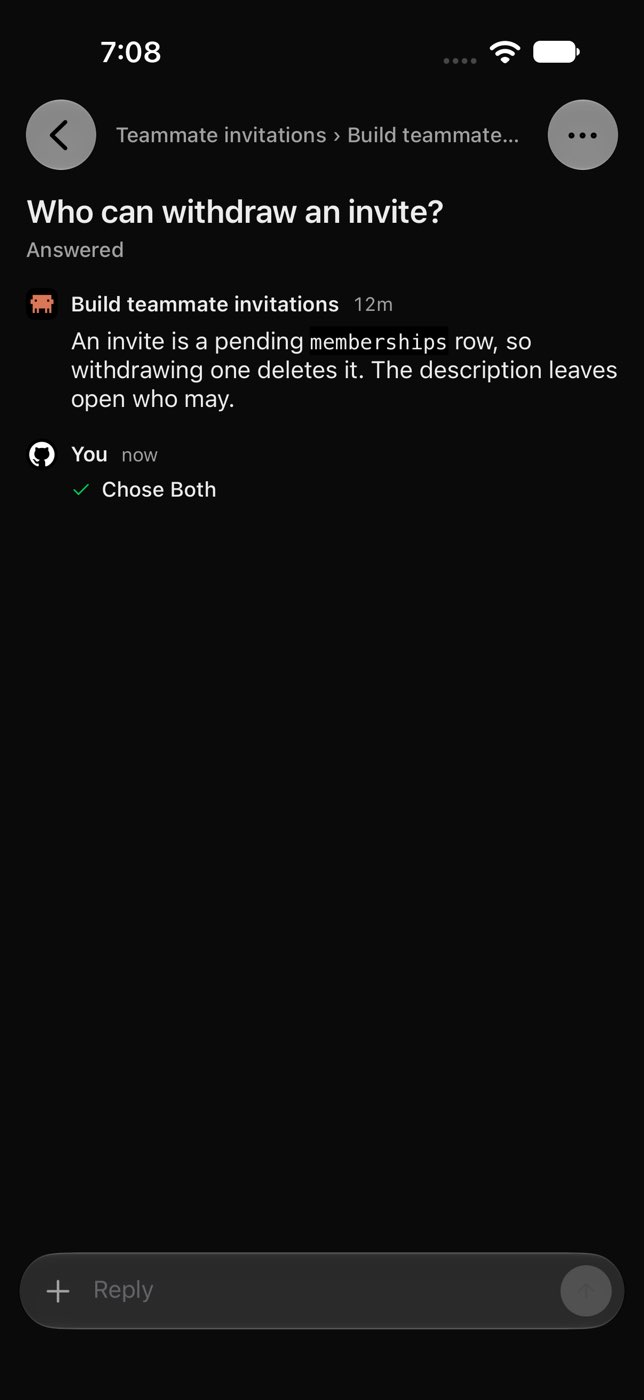 7:08
Teammate invitations › Build teammate...
Who can withdraw an invite?
Answered
Build teammate invitations 12m
An invite is a pending memberships row, so
withdrawing one deletes it. The description leaves
open who may.
You now
Chose Both
Reply